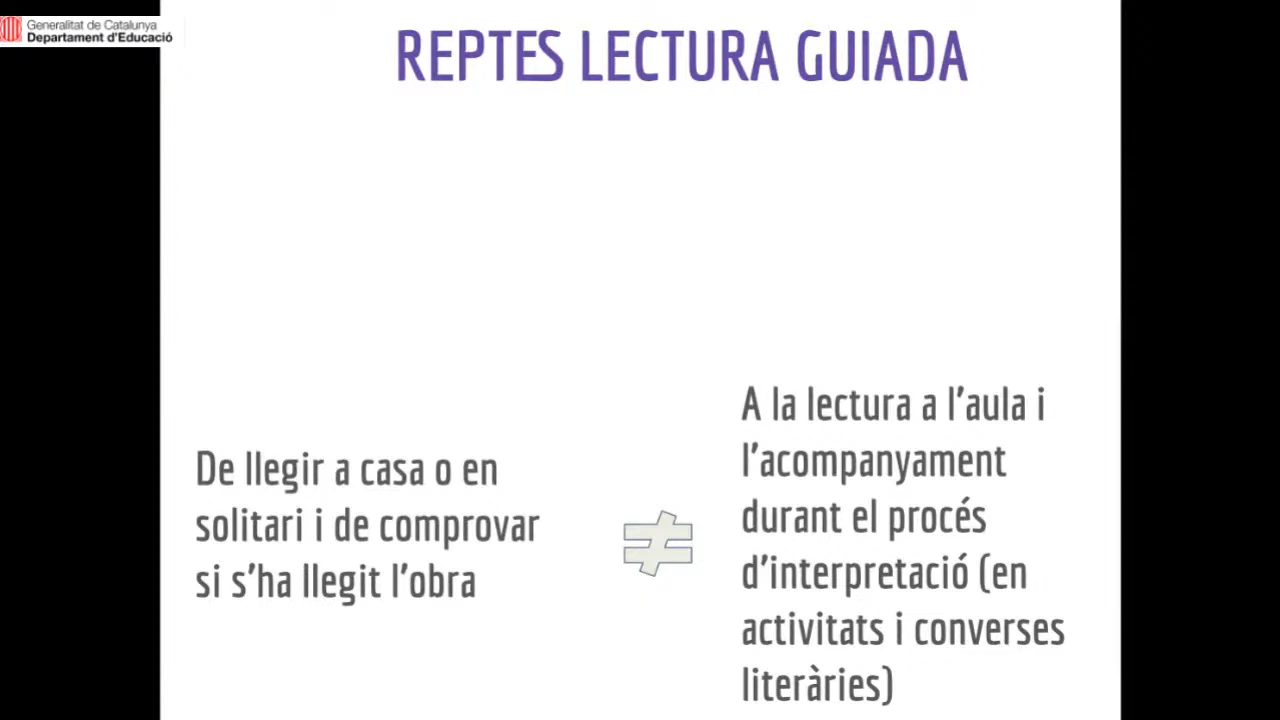 Generalitat de Catalunya
Departament d'Educació
REPTES LECTURA GUIADA
De llegir a casa o en
solitari i de comprovar
si s'ha llegit l'obra
≠
A la lectura a l'aula i
l'acompanyament
durant el procés
d'interpretació (en
activitats i converses
literàries)